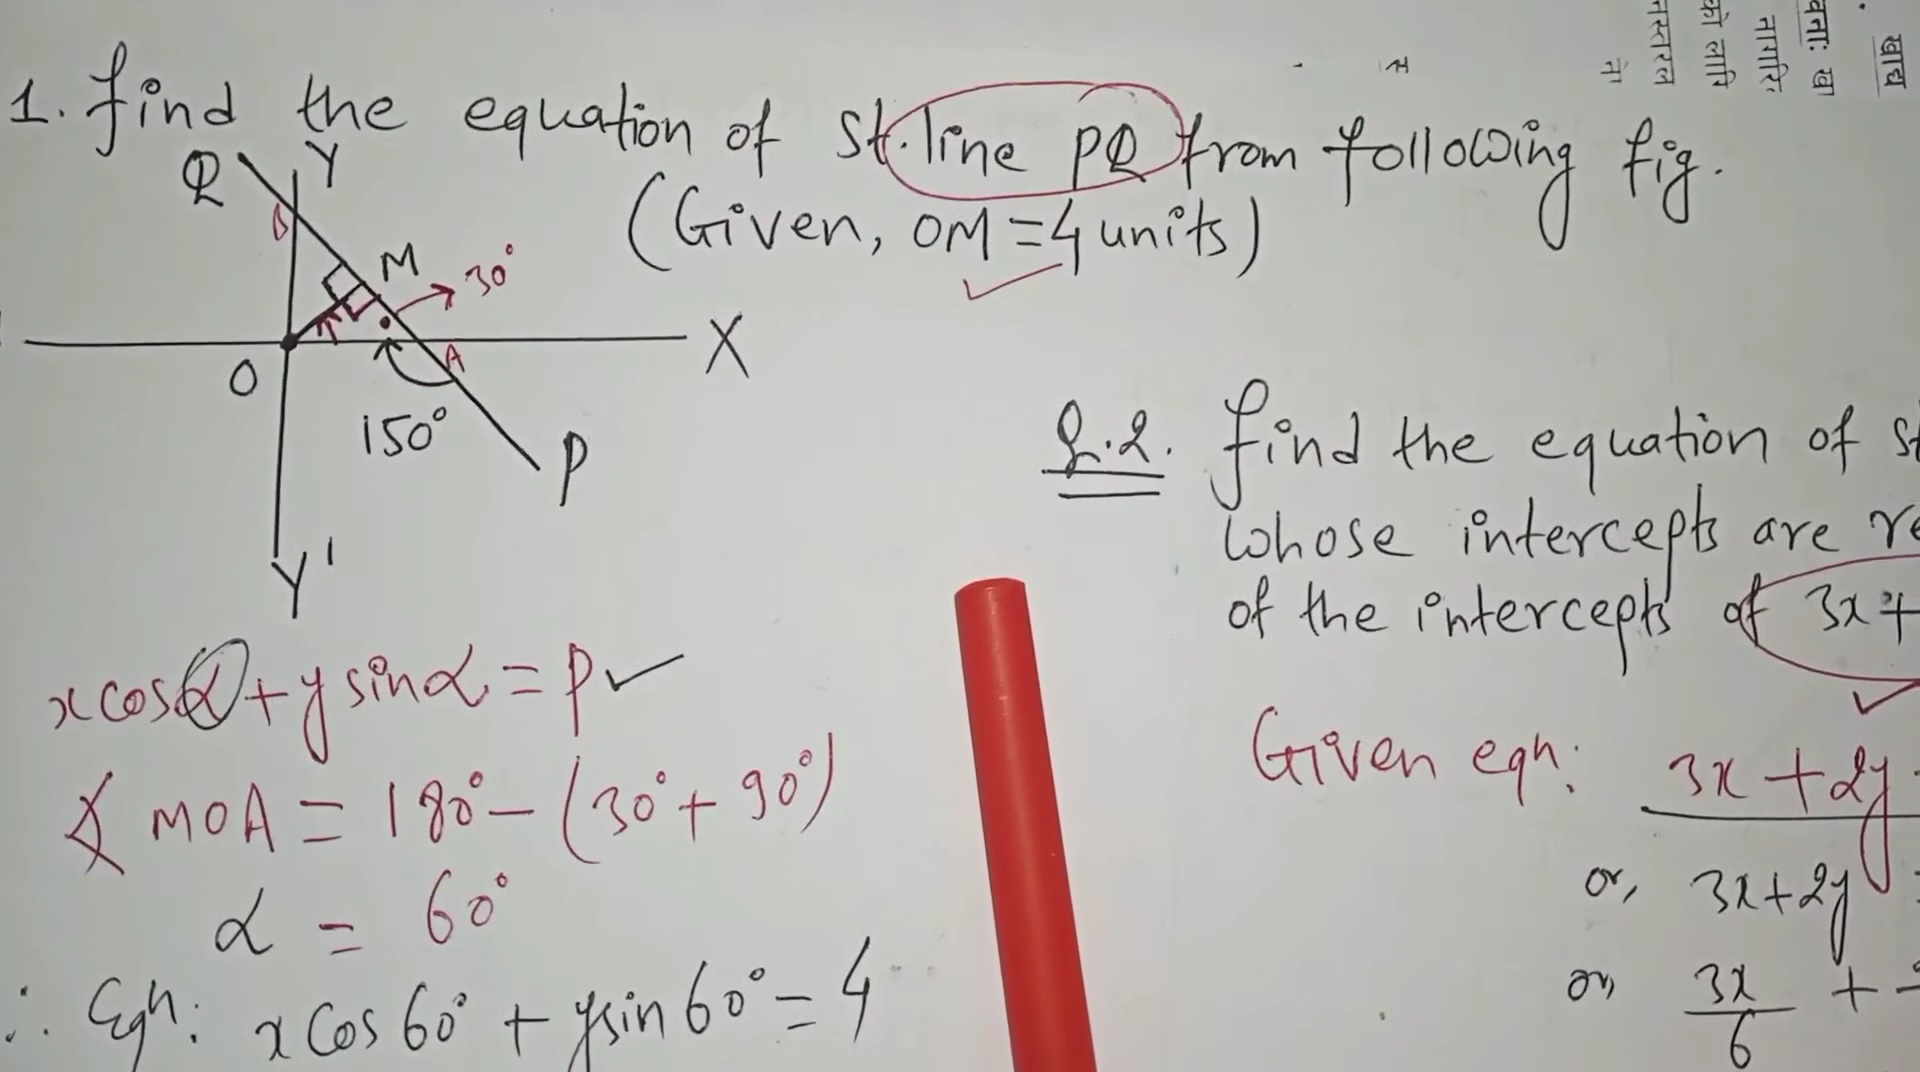 1. find the equation of St. line PQ from following fig.
(Given, OM = 4 units)
Q
Y
B
M
30°
X
O
A
150°
P
Y'
x cosα + y sinα = P
∡ MOA = 180° - (30° + 90°)
α = 60°
∴ Eqn: x Cos 60° + y sin 60° = 4
Q.2. find the equation of
whose intercepts are
of the intercepts of 3x +
Given eqn: 3x + 2y
or, 3x + 2y
or, 3x/6 +
खाद्य